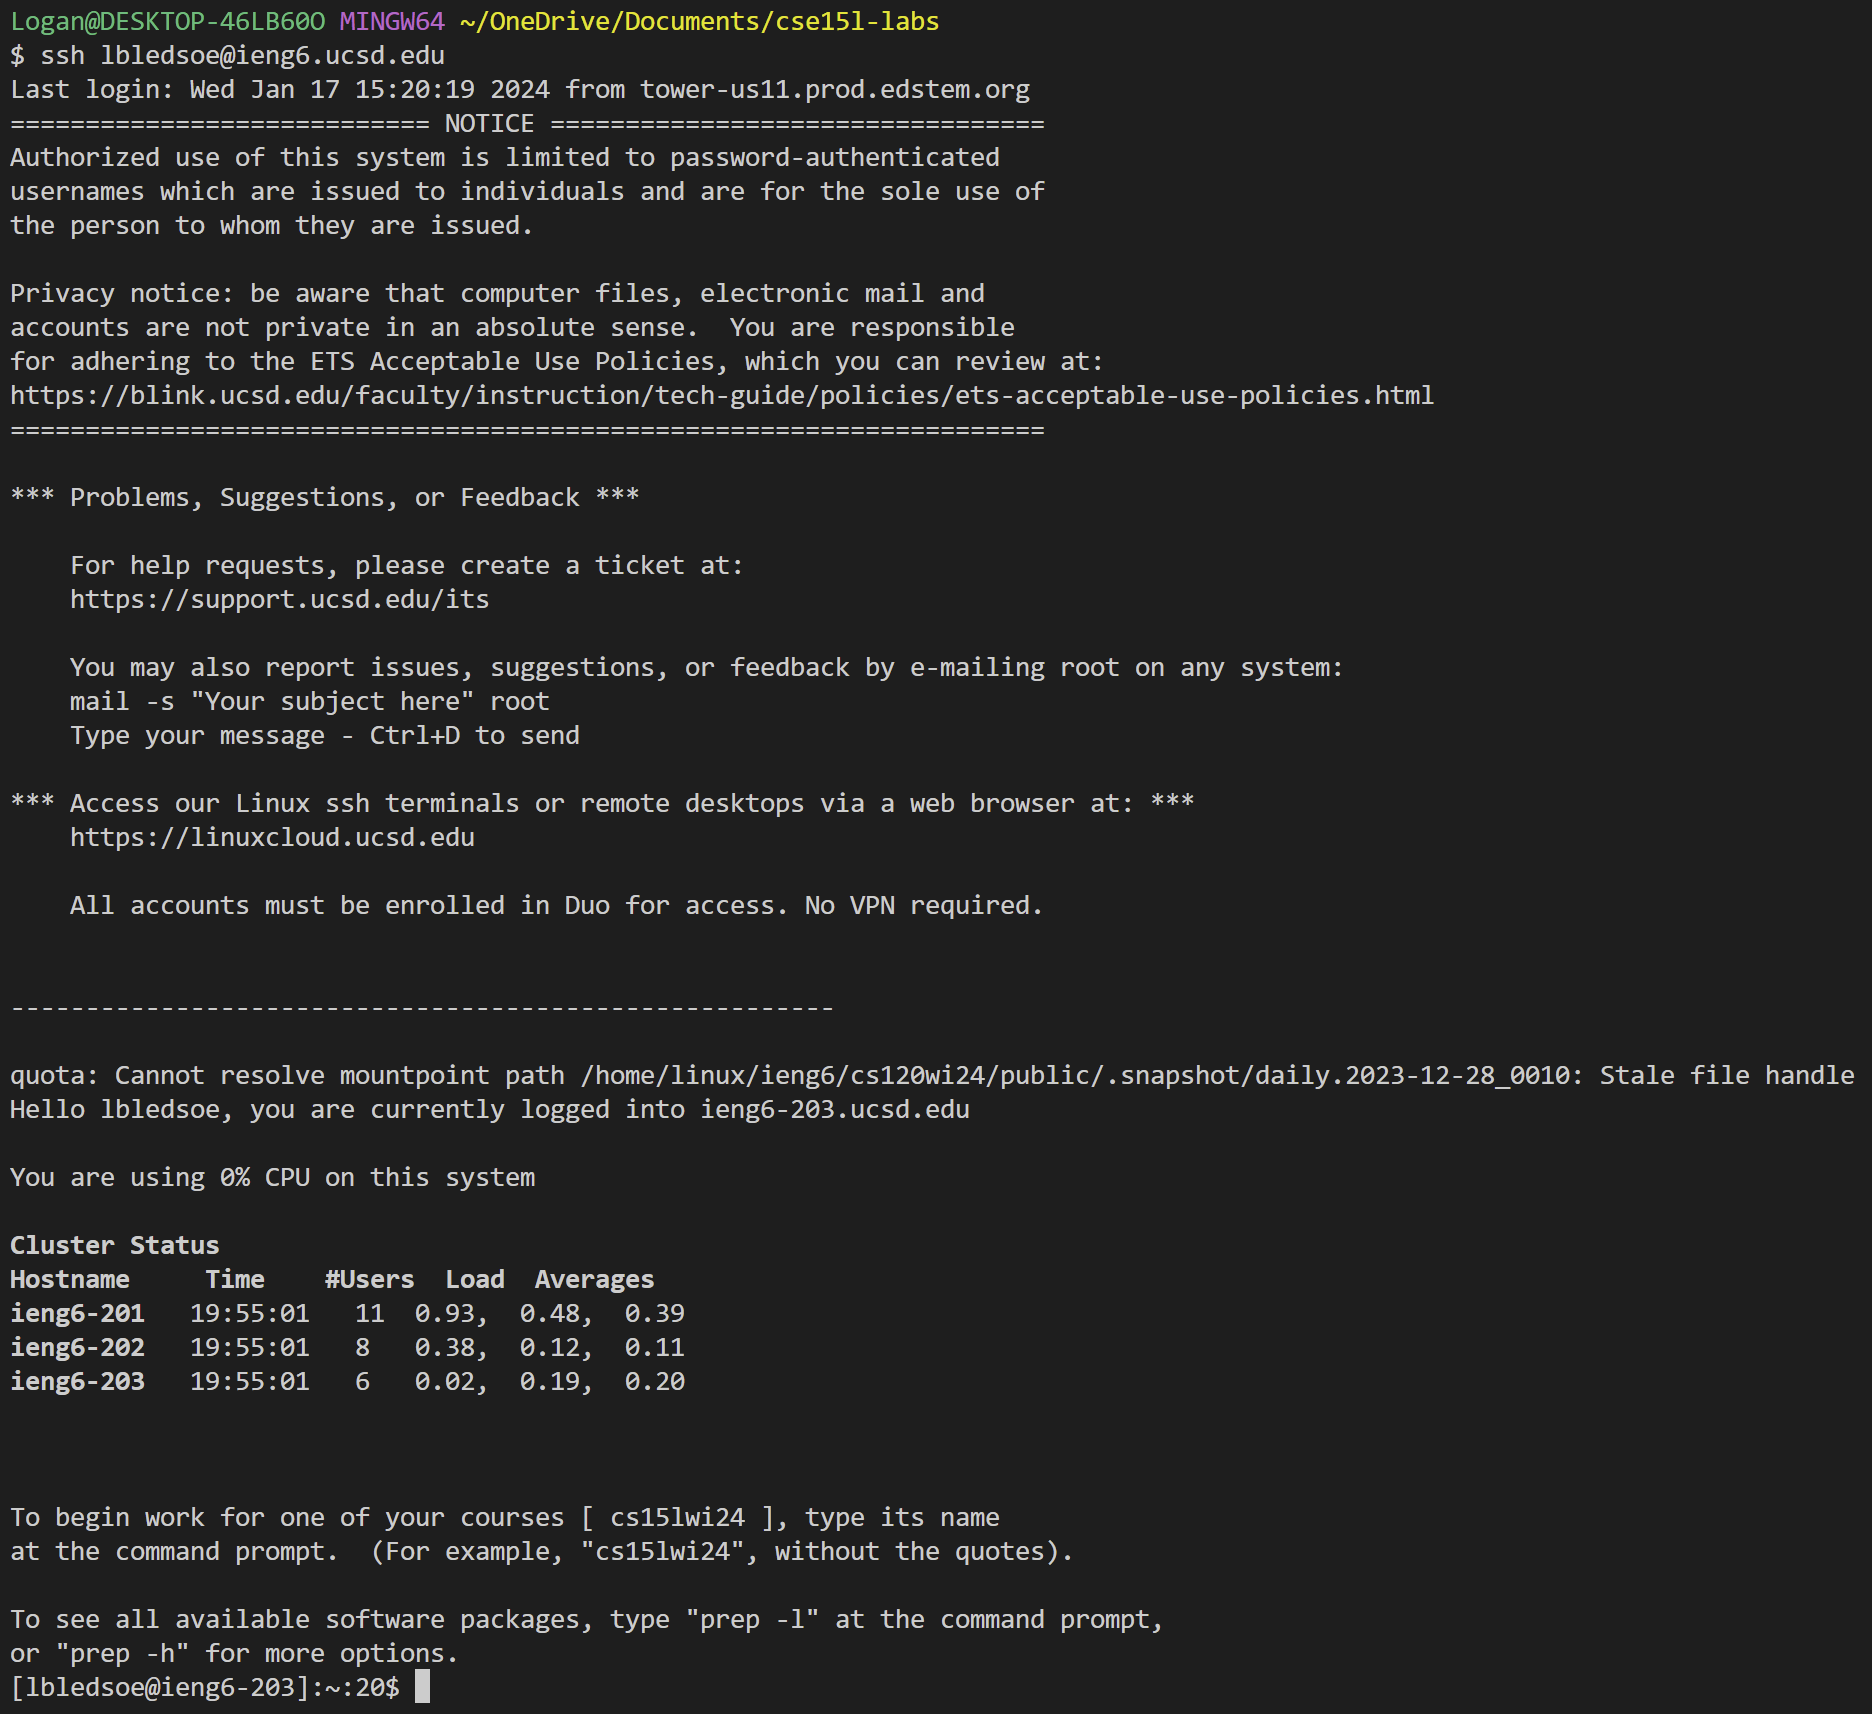 Logan@DESKTOP-46LB60O MINGW64 ~/OneDrive/Documents/cse15l-labs
$ ssh lbledsoe@ieng6.ucsd.edu
Last login: Wed Jan 17 15:20:19 2024 from tower-us11.prod.edstem.org
============================ NOTICE =================================
Authorized use of this system is limited to password-authenticated
usernames which are issued to individuals and are for the sole use of
the person to whom they are issued.

Privacy notice: be aware that computer files, electronic mail and
accounts are not private in an absolute sense.  You are responsible
for adhering to the ETS Acceptable Use Policies, which you can review at:
https://blink.ucsd.edu/faculty/instruction/tech-guide/policies/ets-acceptable-use-policies.html
=====================================================================

*** Problems, Suggestions, or Feedback ***

    For help requests, please create a ticket at:
    https://support.ucsd.edu/its

    You may also report issues, suggestions, or feedback by e-mailing root on any system:
    mail -s "Your subject here" root
    Type your message - Ctrl+D to send

*** Access our Linux ssh terminals or remote desktops via a web browser at: ***
    https://linuxcloud.ucsd.edu

    All accounts must be enrolled in Duo for access. No VPN required.

-------------------------------------------------------

quota: Cannot resolve mountpoint path /home/linux/ieng6/cs120wi24/public/.snapshot/daily.2023-12-28_0010: Stale file handle
Hello lbledsoe, you are currently logged into ieng6-203.ucsd.edu

You are using 0% CPU on this system

Cluster Status
Hostname     Time    #Users  Load  Averages
ieng6-201   19:55:01   11  0.93,  0.48,  0.39
ieng6-202   19:55:01   8   0.38,  0.12,  0.11
ieng6-203   19:55:01   6   0.02,  0.19,  0.20

To begin work for one of your courses [ cs15lwi24 ], type its name
at the command prompt.  (For example, "cs15lwi24", without the quotes).

To see all available software packages, type "prep -l" at the command prompt,
or "prep -h" for more options.
[lbledsoe@ieng6-203]:~:20$